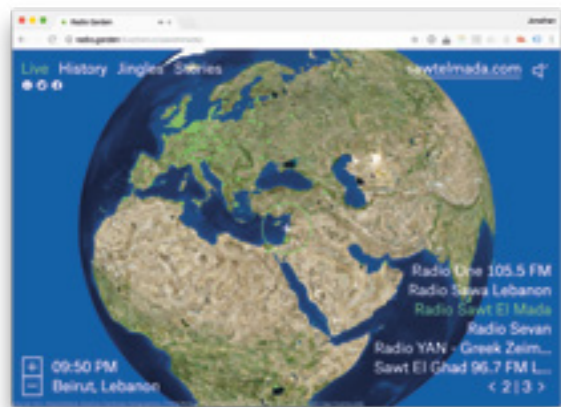 Radio Garden
Jonathan
radio.garden
Live History Jingles Stories
sawtelmada.com
Radio One 105.5 FM
Radio Sawa Lebanon
Radio Sawt El Mada
Radio Sevan
Radio YAN - Greek Zeim...
Sawt El Ghad 96.7 FM L...
< 2 | 3 >
+
09:50 PM
−
Beirut, Lebanon